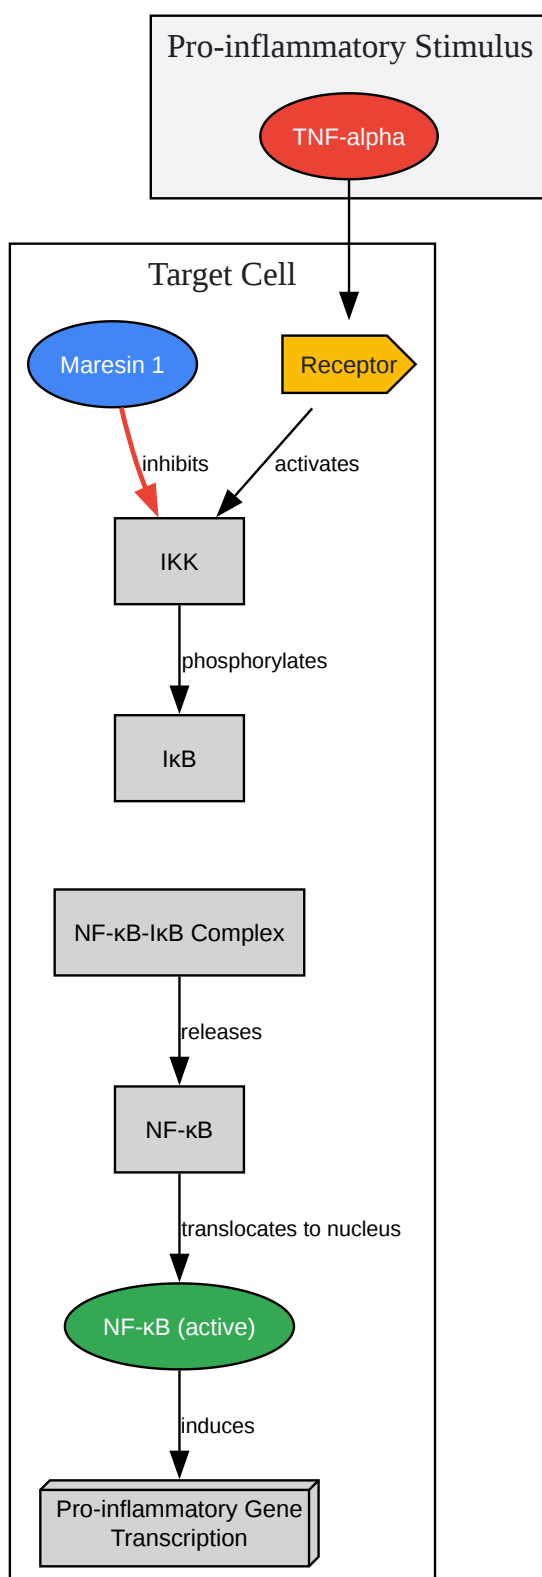 Pro-inflammatory Stimulus
TNF-alpha
Target Cell
Maresin 1
Receptor
inhibits
activates
IKK
phosphorylates
IκB
NF-κB-IκB Complex
releases
NF-κB
translocates to nucleus
NF-κB (active)
induces
Pro-inflammatory Gene
Transcription